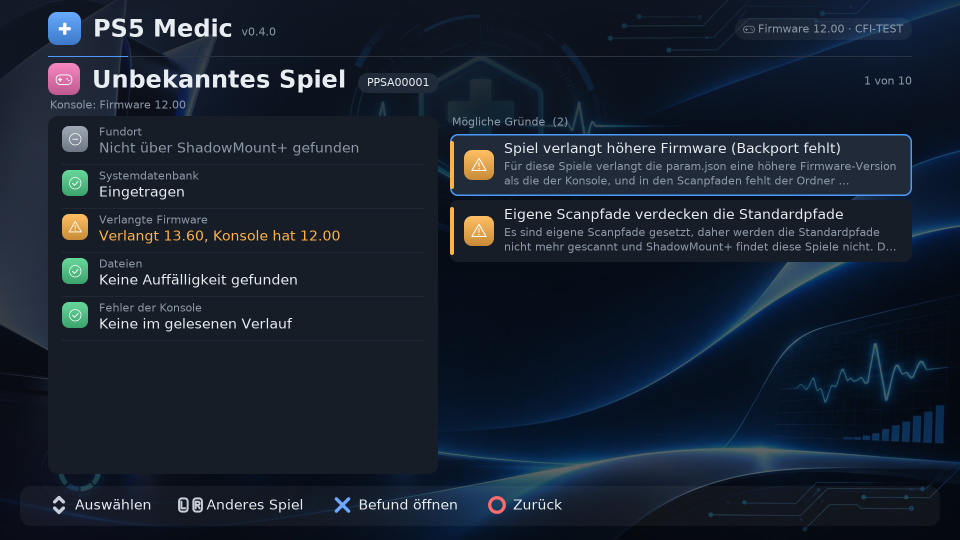 PS5 Medic v0.4.0
Firmware 12.00 · CFI-TEST
Unbekanntes Spiel PPSA00001
1 von 10
Konsole: Firmware 12.00
Fundort
Nicht über ShadowMount+ gefunden
Systemdatenbank
Eingetragen
Verlangte Firmware
Verlangt 13.60, Konsole hat 12.00
Dateien
Keine Auffälligkeit gefunden
Fehler der Konsole
Keine im gelesenen Verlauf
Mögliche Gründe (2)
Spiel verlangt höhere Firmware (Backport fehlt)
Für diese Spiele verlangt die param.json eine höhere Firmware-Version
als die der Konsole, und in den Scanpfaden fehlt der Ordner ...
Eigene Scanpfade verdecken die Standardpfade
Es sind eigene Scanpfade gesetzt, daher werden die Standardpfade
nicht mehr gescannt und ShadowMount+ findet diese Spiele nicht. D...
Auswählen
L R Anderes Spiel
Befund öffnen
Zurück